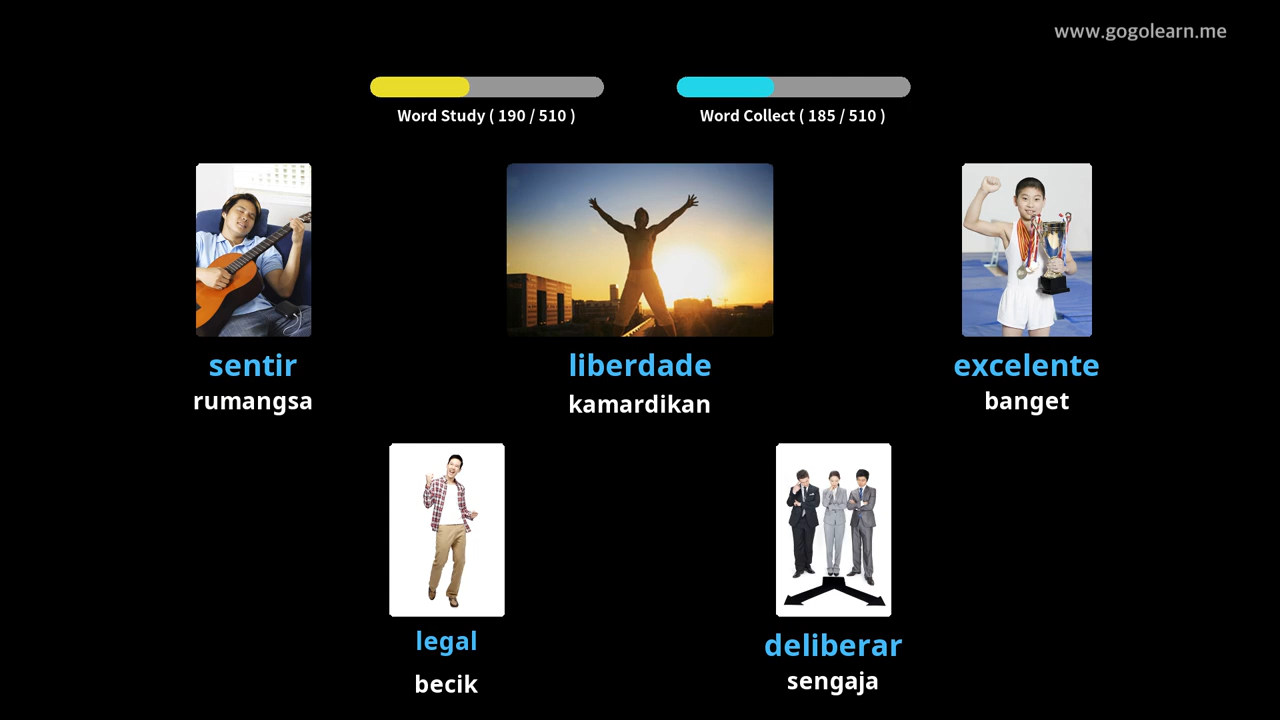 www.gogolearn.me
Word Study ( 190 / 510 )
Word Collect ( 185 / 510 )
sentir
rumangsa
liberdade
kamardikan
excelente
banget
legal
becik
deliberar
sengaja